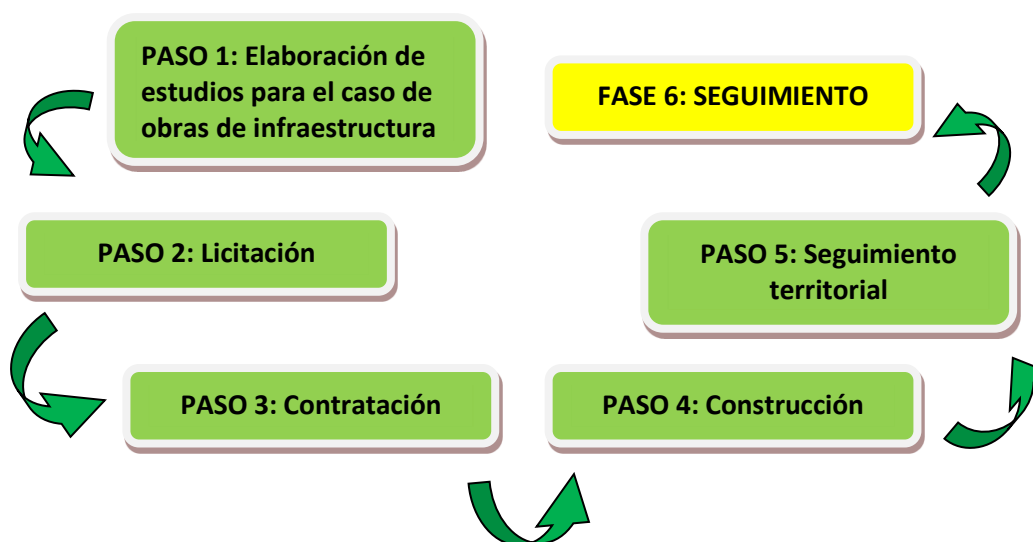 PASO 1: Elaboración de
estudios para el caso de
obras de infraestructura
PASO 2: Licitación
PASO 3: Contratación
PASO 4: Construcción
PASO 5: Seguimiento
territorial
FASE 6: SEGUIMIENTO